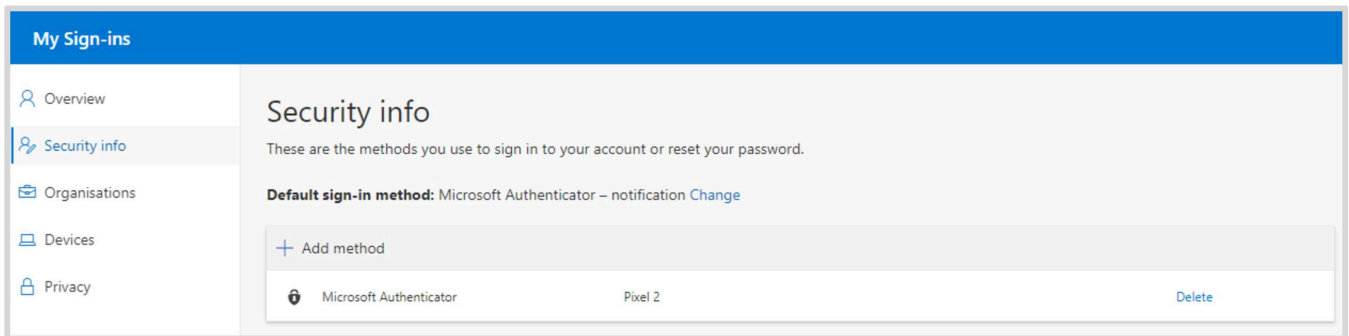 My Sign-ins
Overview
Security info
Organisations
Devices
Privacy
Security info
These are the methods you use to sign in to your account or reset your password.
Default sign-in method: Microsoft Authenticator – notification Change
Add method
Microsoft Authenticator Pixel 2 Delete